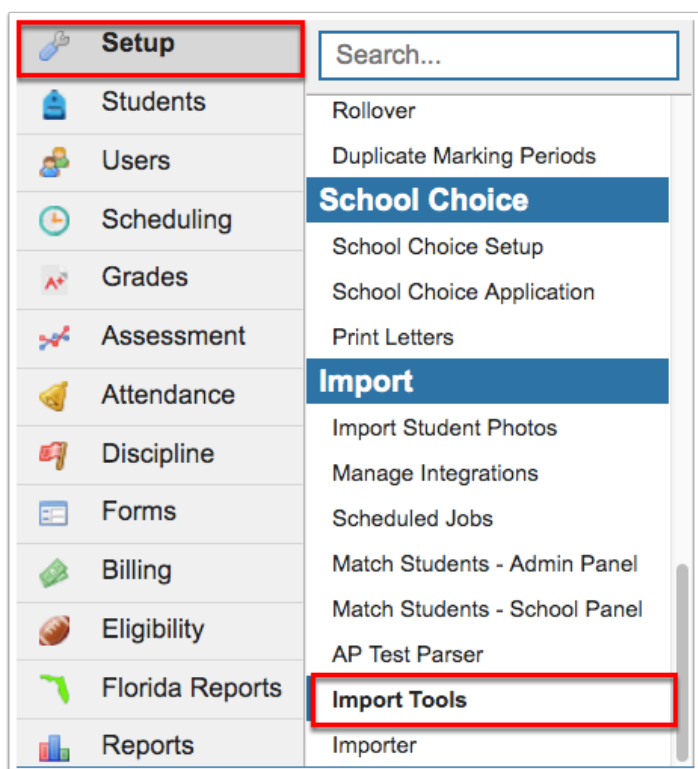 Setup
Students
Users
Scheduling
Grades
Assessment
Attendance
Discipline
Forms
Billing
Eligibility
Florida Reports
Reports
Search...
Rollover
Duplicate Marking Periods
School Choice
School Choice Setup
School Choice Application
Print Letters
Import
Import Student Photos
Manage Integrations
Scheduled Jobs
Match Students - Admin Panel
Match Students - School Panel
AP Test Parser
Import Tools
Importer